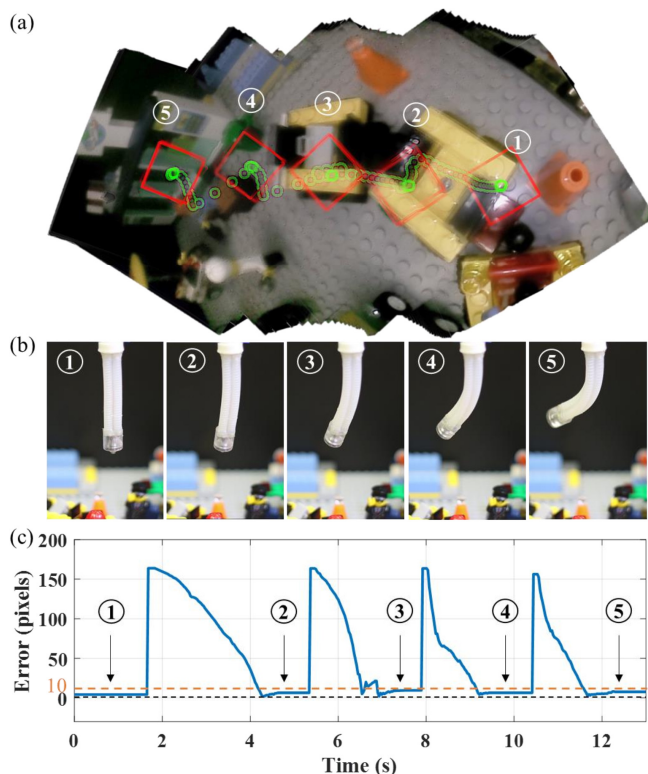 (a)
⑤ ④ ③ ② ①
(b)
① ② ③ ④ ⑤
(c)
200
150
100
50
10
0
Error (pixels)
① ② ③ ④ ⑤
0 2 4 6 8 10 12
Time (s)